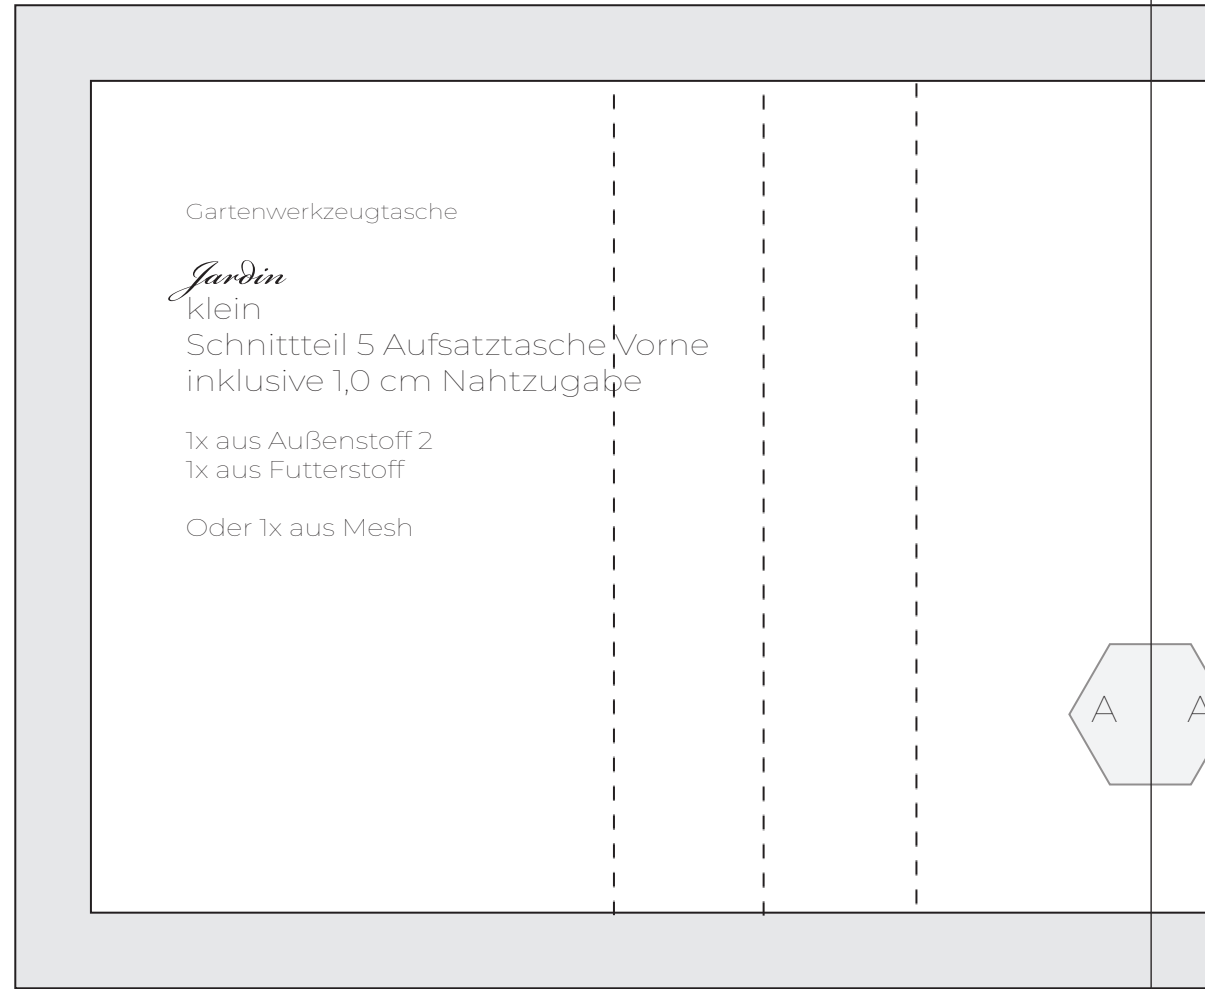 Gartenwerkzeugtasche
Jardin
klein
Schnittteil 5 Aufsatztasche Vorne
inklusive 1,0 cm Nahtzugabe
1x aus Außenstoff 2
1x aus Futterstoff
Oder 1x aus Mesh
A A